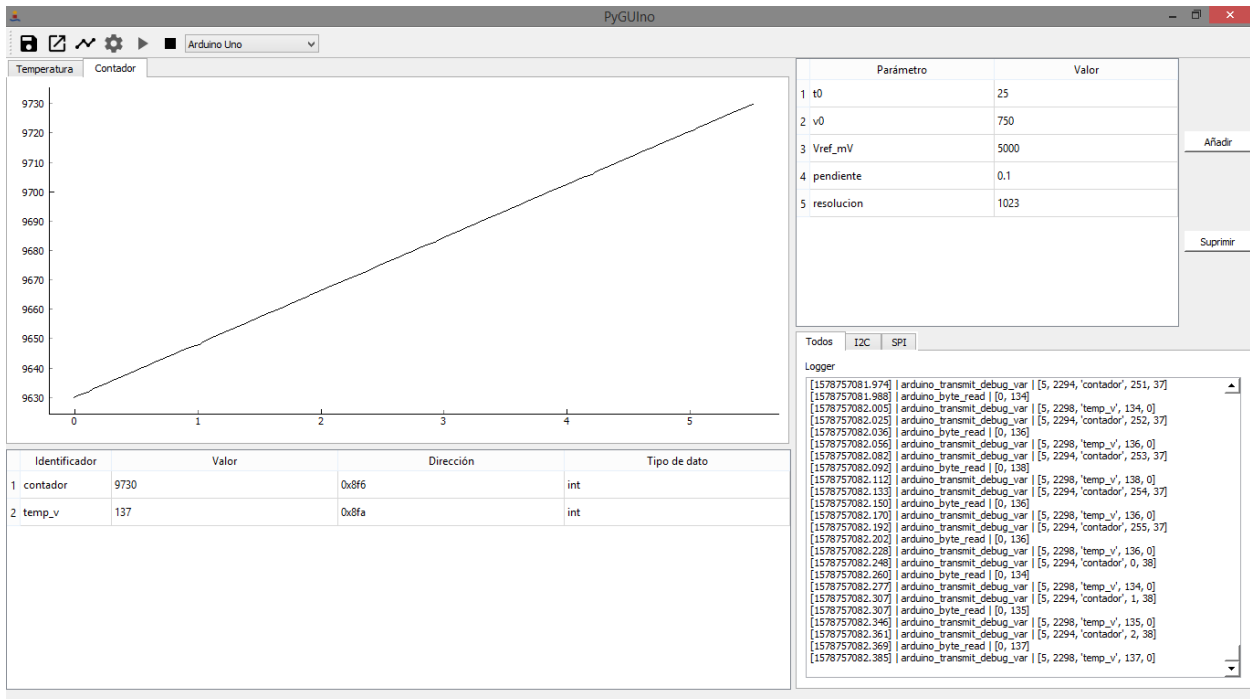 PyGUIno
Arduino Uno
Temperatura Contador
9730
9720
9710
9700
9690
9680
9670
9660
9650
9640
9630
0 1 2 3 4 5
Identificador Valor Dirección Tipo de dato
1 contador 9730 0x8f6 int
2 temp_v 137 0x8fa int
Parámetro Valor
1 t0 25
2 v0 750
3 Vref_mV 5000
4 pendiente 0.1
5 resolucion 1023
Añadir
Suprimir
Todos I2C SPI
Logger
[1578757081.974] | arduino_transmit_debug_var | [5, 2294, 'contador', 251, 37]
[1578757081.988] | arduino_byte_read | [0, 134]
[1578757082.005] | arduino_transmit_debug_var | [5, 2298, 'temp_v', 134, 0]
[1578757082.025] | arduino_transmit_debug_var | [5, 2294, 'contador', 252, 37]
[1578757082.036] | arduino_byte_read | [0, 136]
[1578757082.056] | arduino_transmit_debug_var | [5, 2298, 'temp_v', 136, 0]
[1578757082.082] | arduino_transmit_debug_var | [5, 2294, 'contador', 253, 37]
[1578757082.092] | arduino_byte_read | [0, 138]
[1578757082.112] | arduino_transmit_debug_var | [5, 2298, 'temp_v', 138, 0]
[1578757082.133] | arduino_transmit_debug_var | [5, 2294, 'contador', 254, 37]
[1578757082.150] | arduino_byte_read | [0, 136]
[1578757082.170] | arduino_transmit_debug_var | [5, 2298, 'temp_v', 136, 0]
[1578757082.192] | arduino_transmit_debug_var | [5, 2294, 'contador', 255, 37]
[1578757082.202] | arduino_byte_read | [0, 136]
[1578757082.228] | arduino_transmit_debug_var | [5, 2298, 'temp_v', 136, 0]
[1578757082.248] | arduino_transmit_debug_var | [5, 2294, 'contador', 0, 38]
[1578757082.260] | arduino_byte_read | [0, 134]
[1578757082.277] | arduino_transmit_debug_var | [5, 2298, 'temp_v', 134, 0]
[1578757082.307] | arduino_transmit_debug_var | [5, 2294, 'contador', 1, 38]
[1578757082.307] | arduino_byte_read | [0, 135]
[1578757082.346] | arduino_transmit_debug_var | [5, 2298, 'temp_v', 135, 0]
[1578757082.361] | arduino_transmit_debug_var | [5, 2294, 'contador', 2, 38]
[1578757082.369] | arduino_byte_read | [0, 137]
[1578757082.385] | arduino_transmit_debug_var | [5, 2298, 'temp_v', 137, 0]